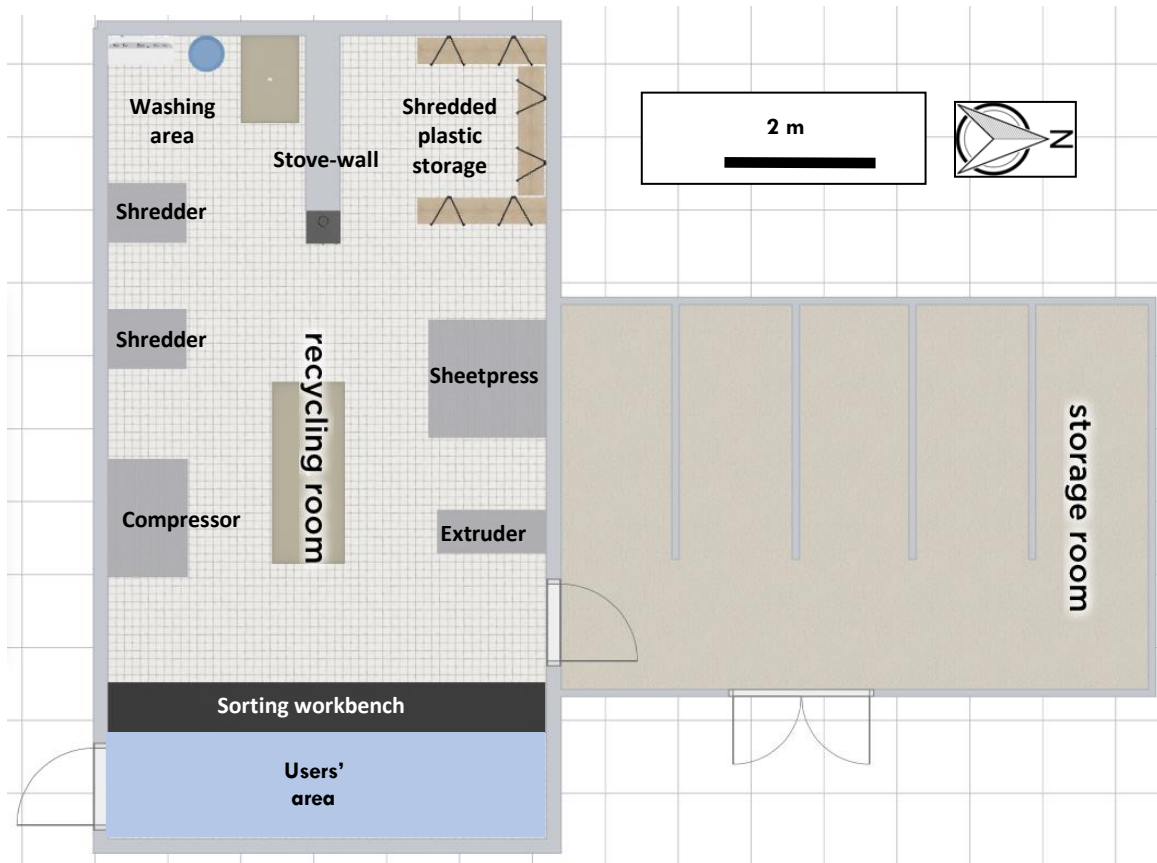 Washing
area
Stove-wall
Shredded
plastic
storage
2 m
N
Shredder
Shredder
recycling room
Sheetpress
storage room
Compressor
Extruder
Sorting workbench
Users'
area